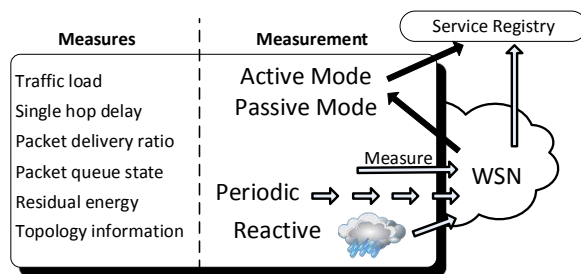 Service Registry
Measures
Measurement
Traffic load
Single hop delay
Packet delivery ratio
Packet queue state
Residual energy
Topology information
Active Mode
Passive Mode
Measure
Periodic
Reactive
WSN